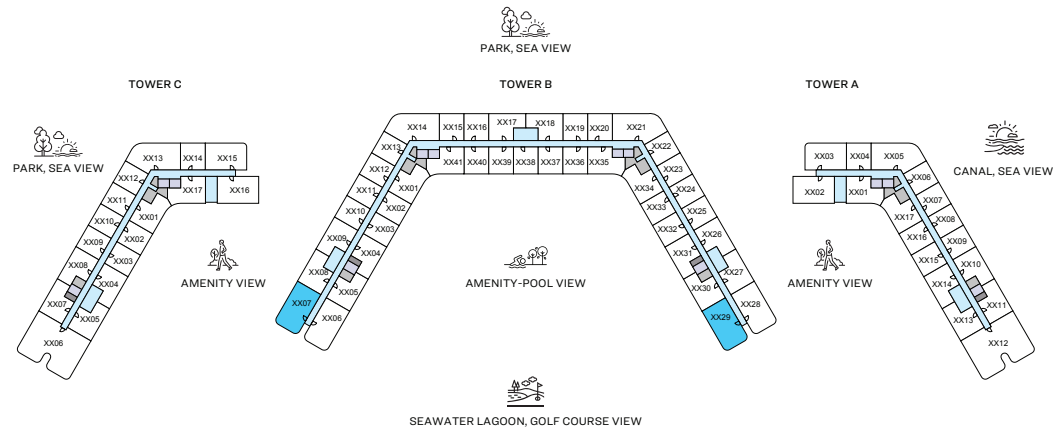 PARK, SEA VIEW
TOWER C
TOWER B
TOWER A
PARK, SEA VIEW
CANAL, SEA VIEW
XX13
XX14
XX15
XX12
XX17
XX16
XX11
XX01
XX10
XX02
XX09
XX03
XX08
XX04
XX07
XX05
XX06
AMENITY VIEW
XX14
XX15
XX16
XX17
XX18
XX19
XX20
XX21
XX13
XX41
XX40
XX39
XX38
XX37
XX36
XX35
XX22
XX12
XX01
XX34
XX23
XX11
XX02
XX33
XX24
XX10
XX03
XX32
XX25
XX09
XX04
XX31
XX26
XX08
XX05
XX30
XX27
XX07
XX06
XX29
XX28
AMENITY-POOL VIEW
XX03
XX04
XX05
XX02
XX01
XX06
XX17
XX07
XX16
XX08
XX15
XX09
XX14
XX10
XX13
XX11
XX12
AMENITY VIEW
SEAWATER LAGOON, GOLF COURSE VIEW